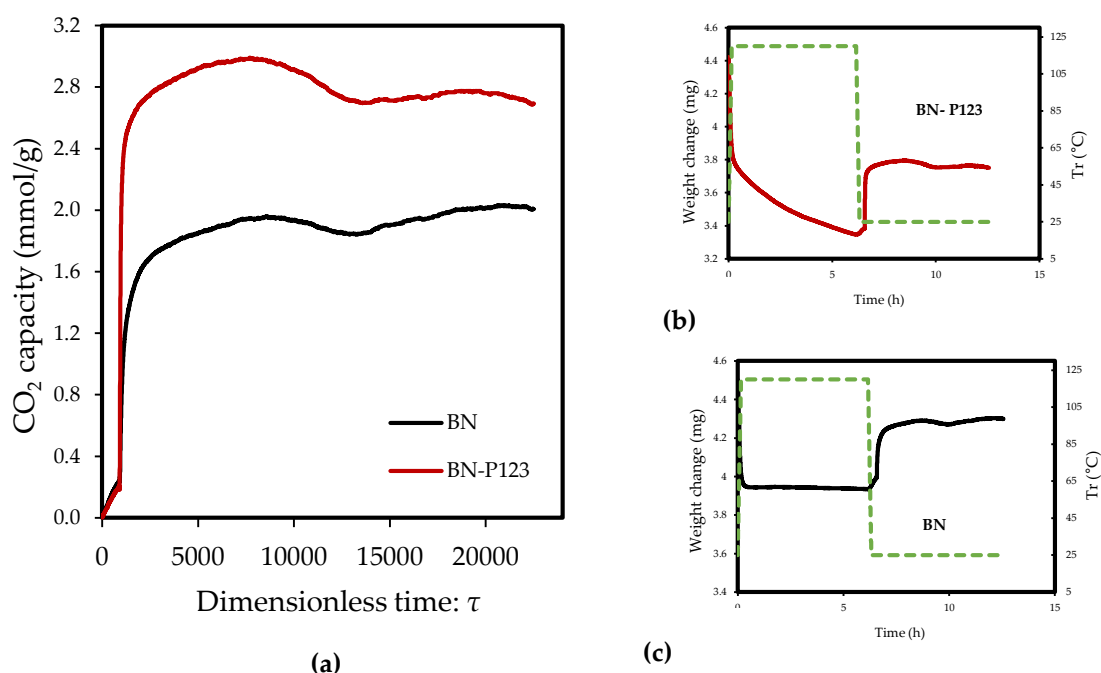 3.2
2.8
2.4
2.0
1.6
1.2
0.8
0.4
0.0
CO₂ capacity (mmol/g)
BN
BN-P123
0 5000 10000 15000 20000
Dimensionless time: τ
(a)
4.6
4.4
4.2
4
3.8
3.6
3.4
3.2
Weight change (mg)
BN- P123
125
105
85
65
45
25
5
Tr (°C)
0 5 10 15
Time (h)
(b)
4.6
4.4
4.2
4
3.8
3.6
3.4
Weight change (mg)
BN
125
105
85
65
45
25
5
Tr (°C)
0 5 10 15
Time (h)
(c)